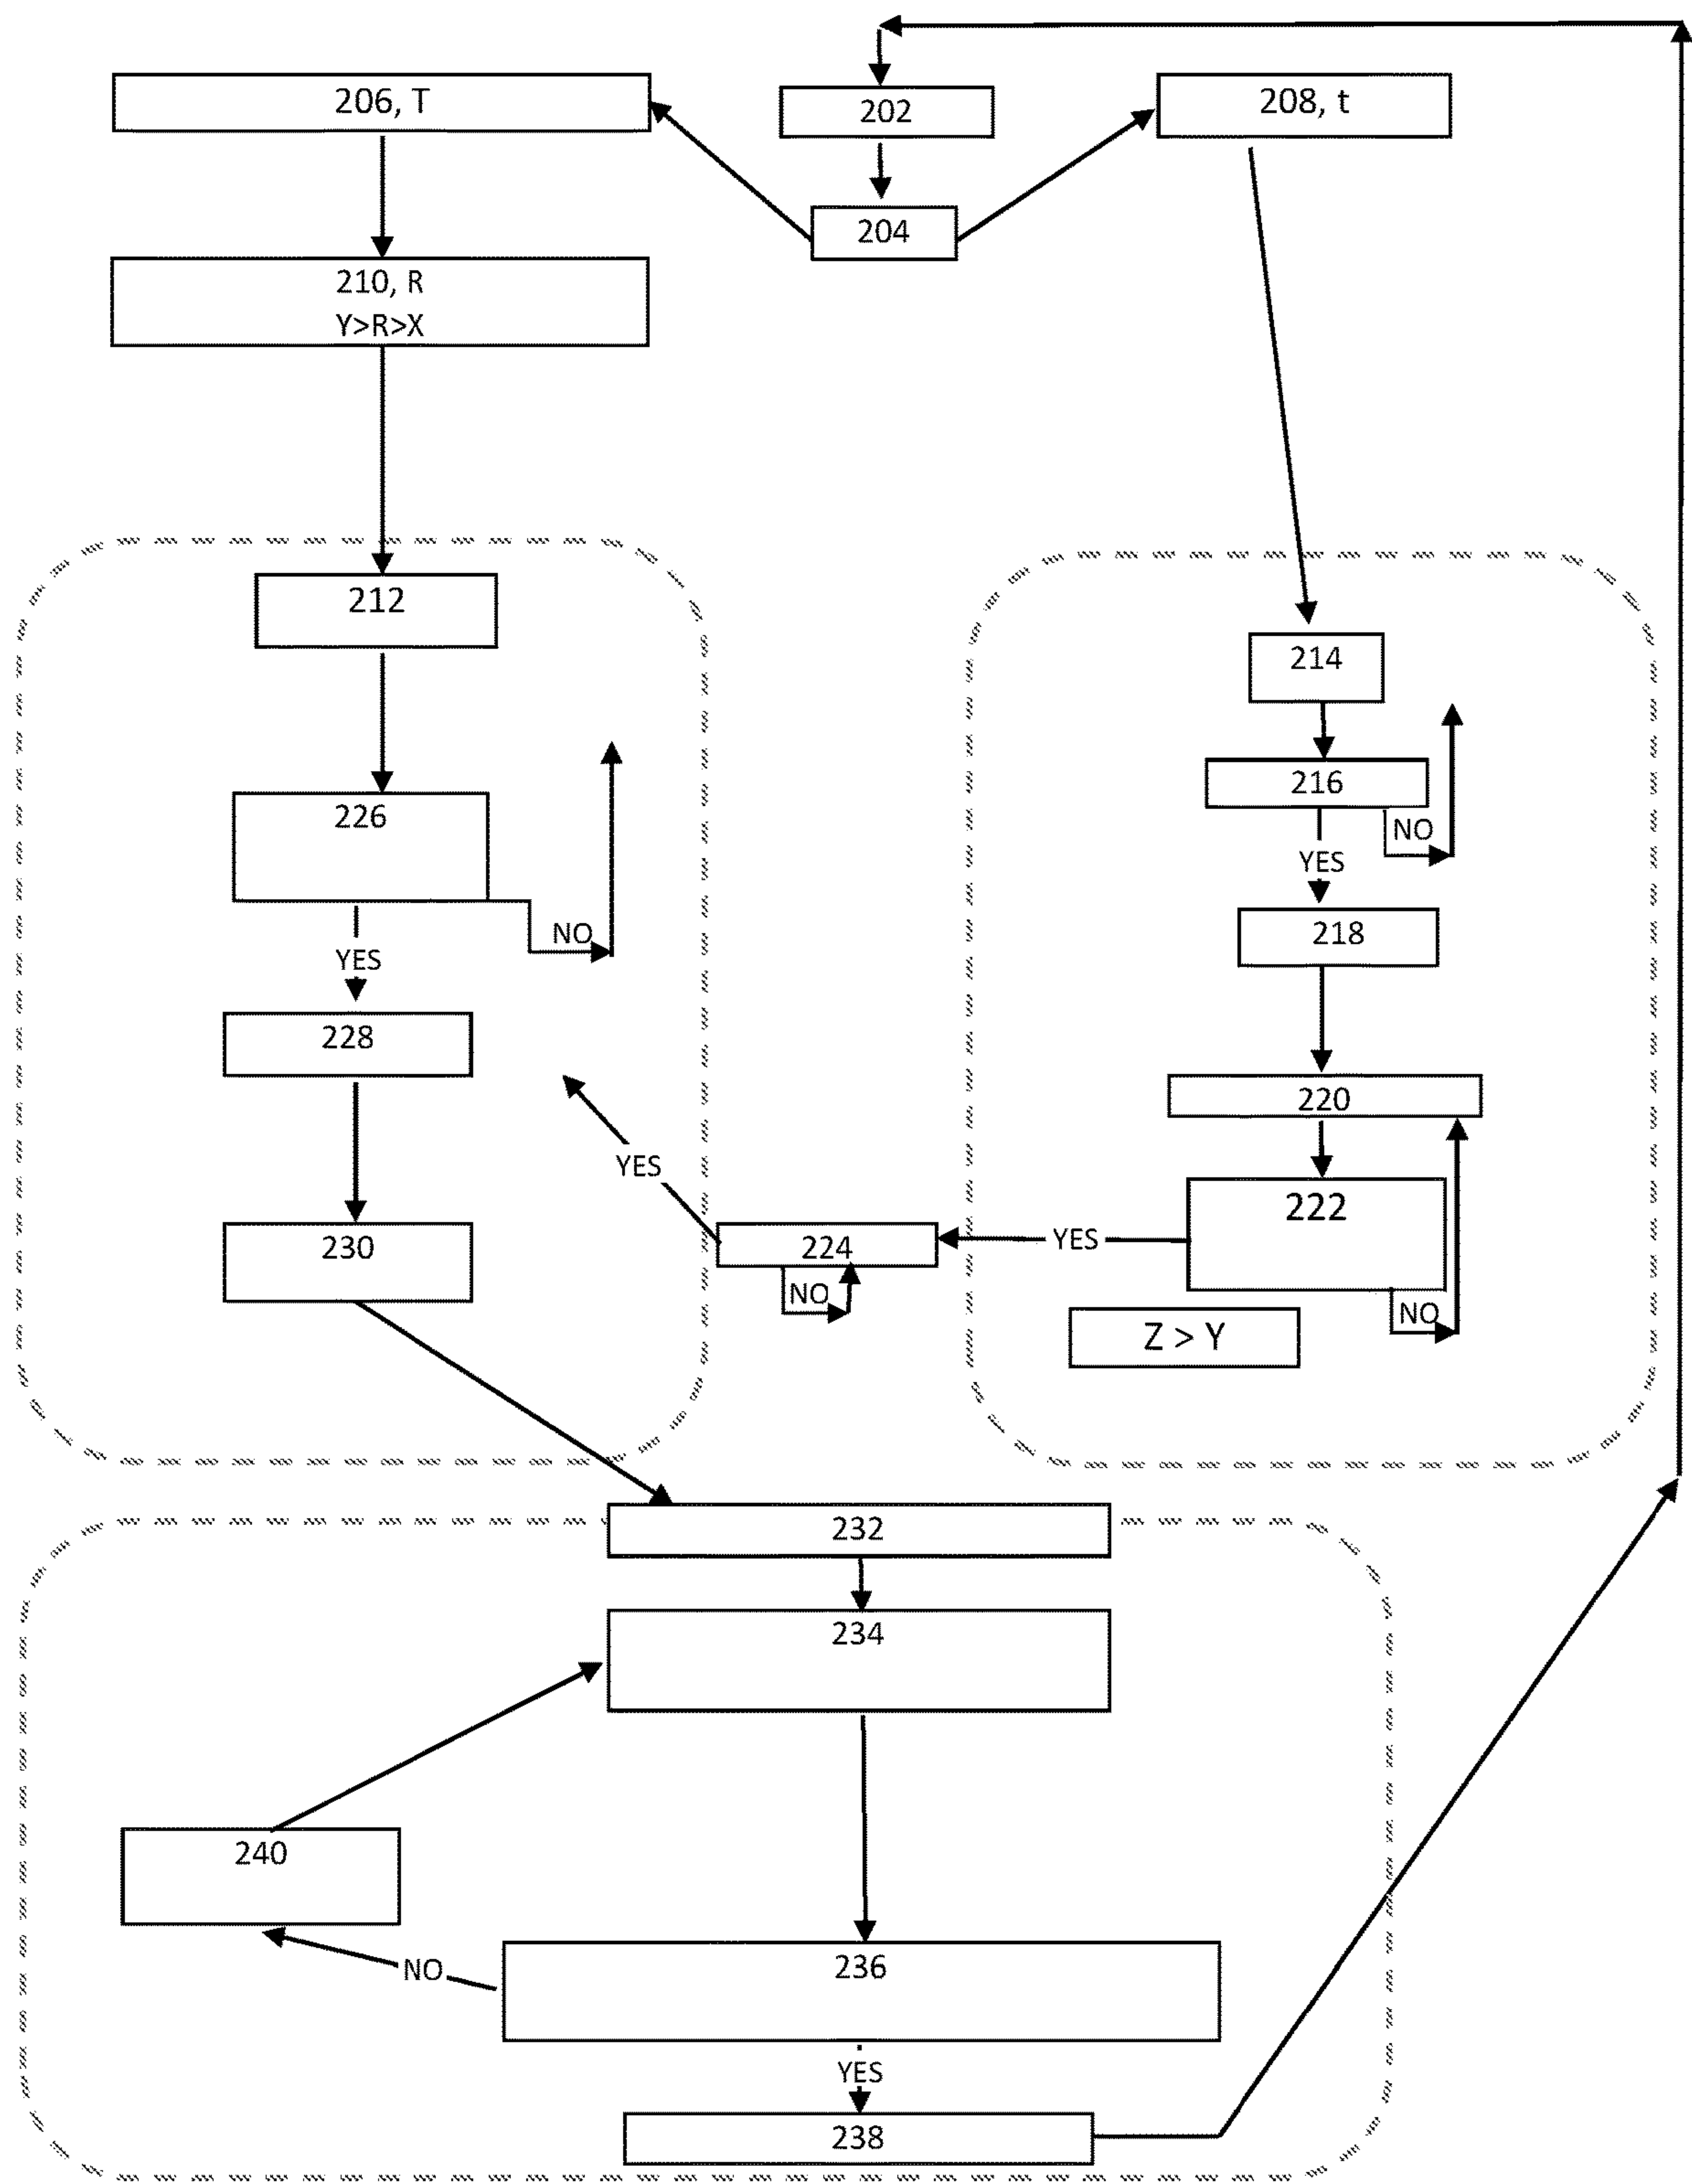 206, T
202
208, t
204
210, R
Y>R>X
212
214
216
226
NO
YES
218
NO
YES
228
220
YES
222
230
224
YES
NO
NO
Z > Y
232
234
240
236
NO
YES
238